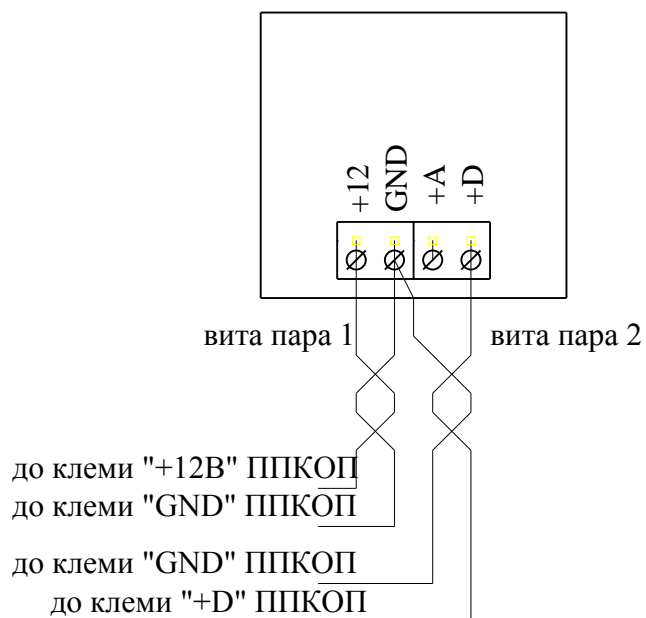 +12
GND
+A
+D
вита пара 1
вита пара 2
до клеми "+12В" ППКОП
до клеми "GND" ППКОП
до клеми "GND" ППКОП
до клеми "+D" ППКОП